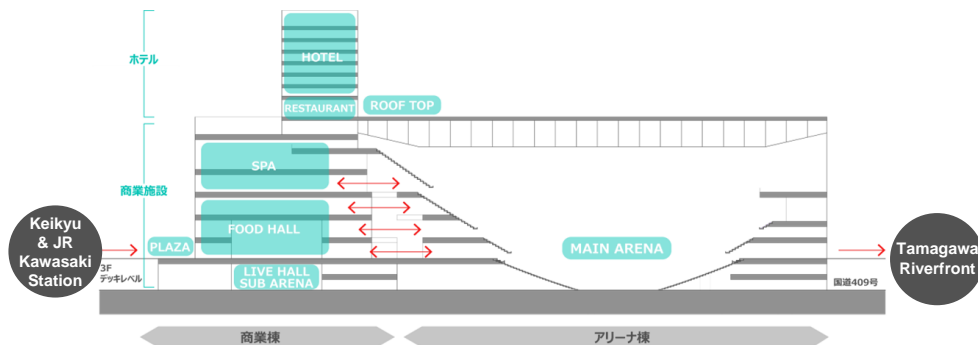 ホテル
HOTEL
RESTAURANT
ROOF TOP
商業施設
SPA
FOOD HALL
PLAZA
LIVE HALL
SUB ARENA
MAIN ARENA
Keikyu
& JR
Kawasaki
Station
3F
デッキレベル
国道409号
Tamagawa
Riverfront
商業棟
アリーナ棟